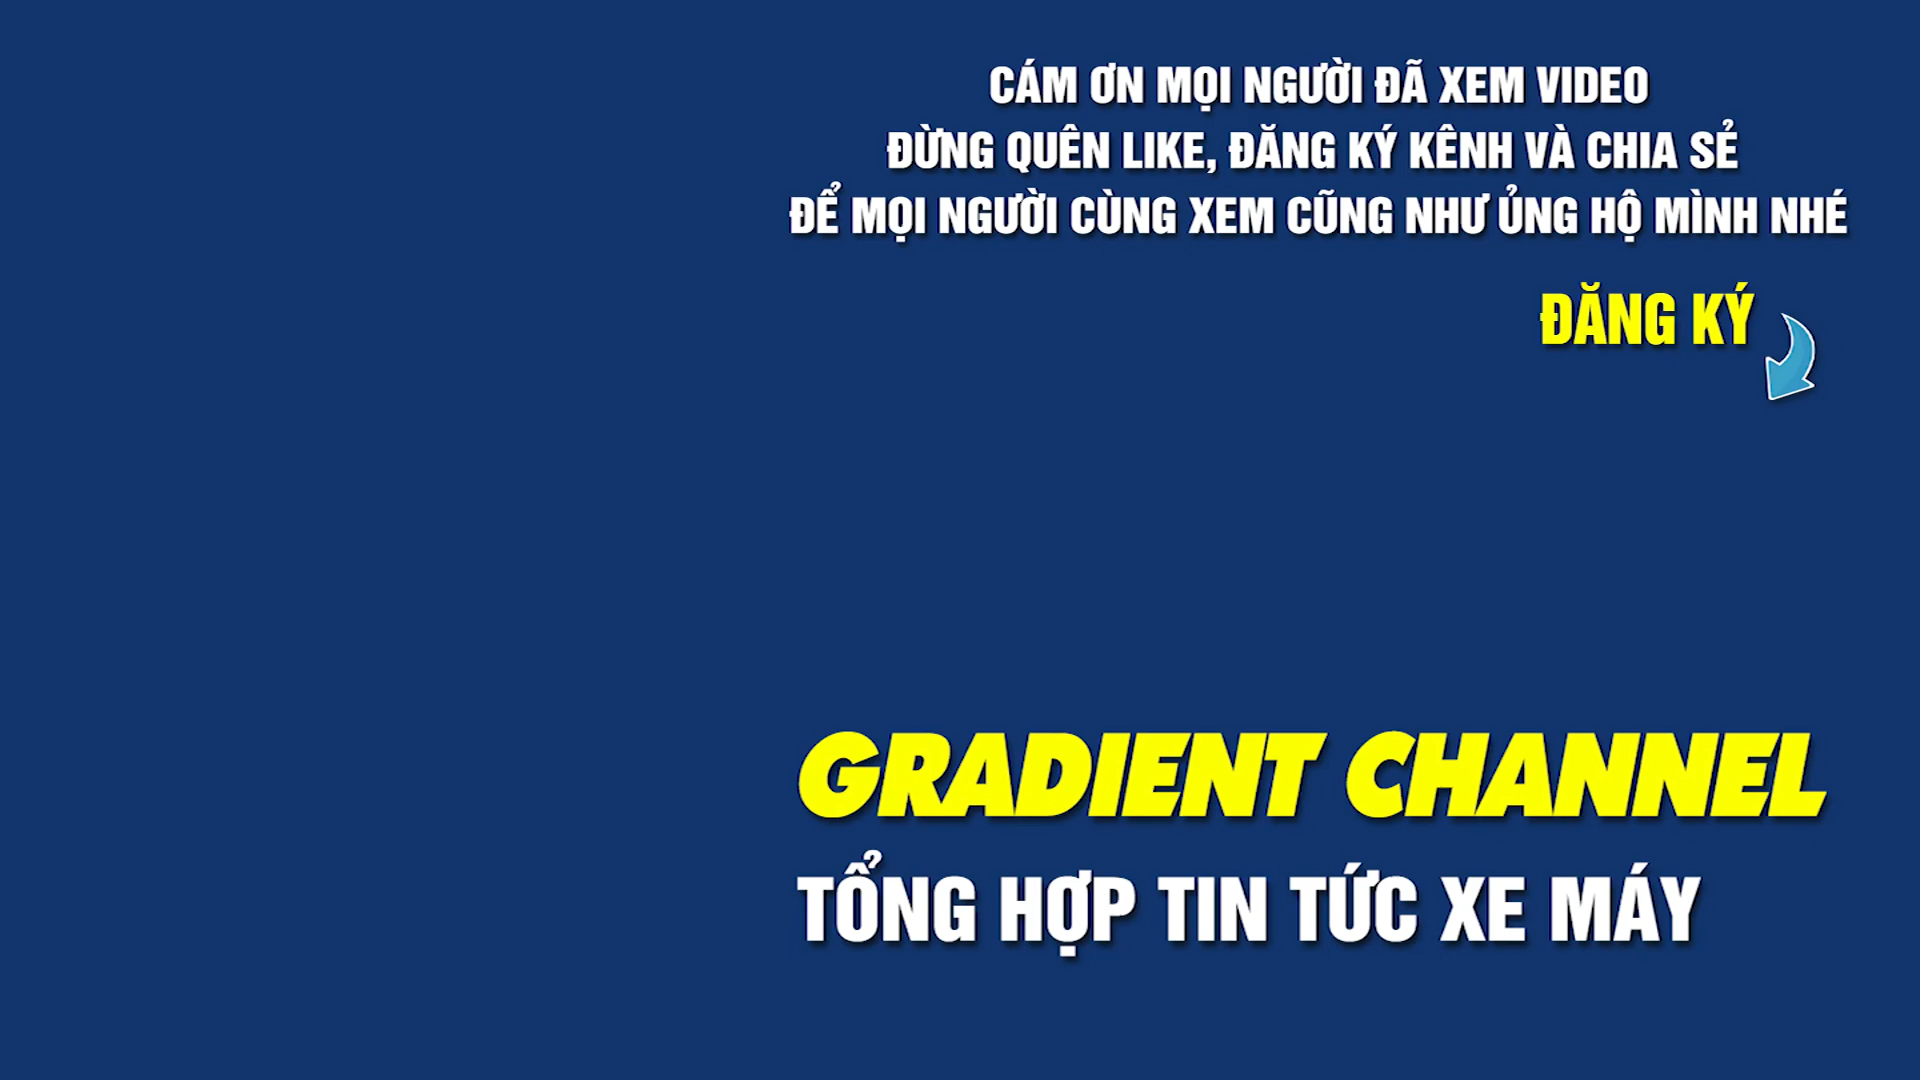 CÁM ƠN MỌI NGƯỜI ĐÃ XEM VIDEO
ĐỪNG QUÊN LIKE, ĐĂNG KÝ KÊNH VÀ CHIA SẺ
ĐỂ MỌI NGƯỜI CÙNG XEM CŨNG NHƯ ỦNG HỘ MÌNH NHÉ
ĐĂNG KÝ
GRADIENT CHANNEL
TỔNG HỢP TIN TỨC XE MÁY